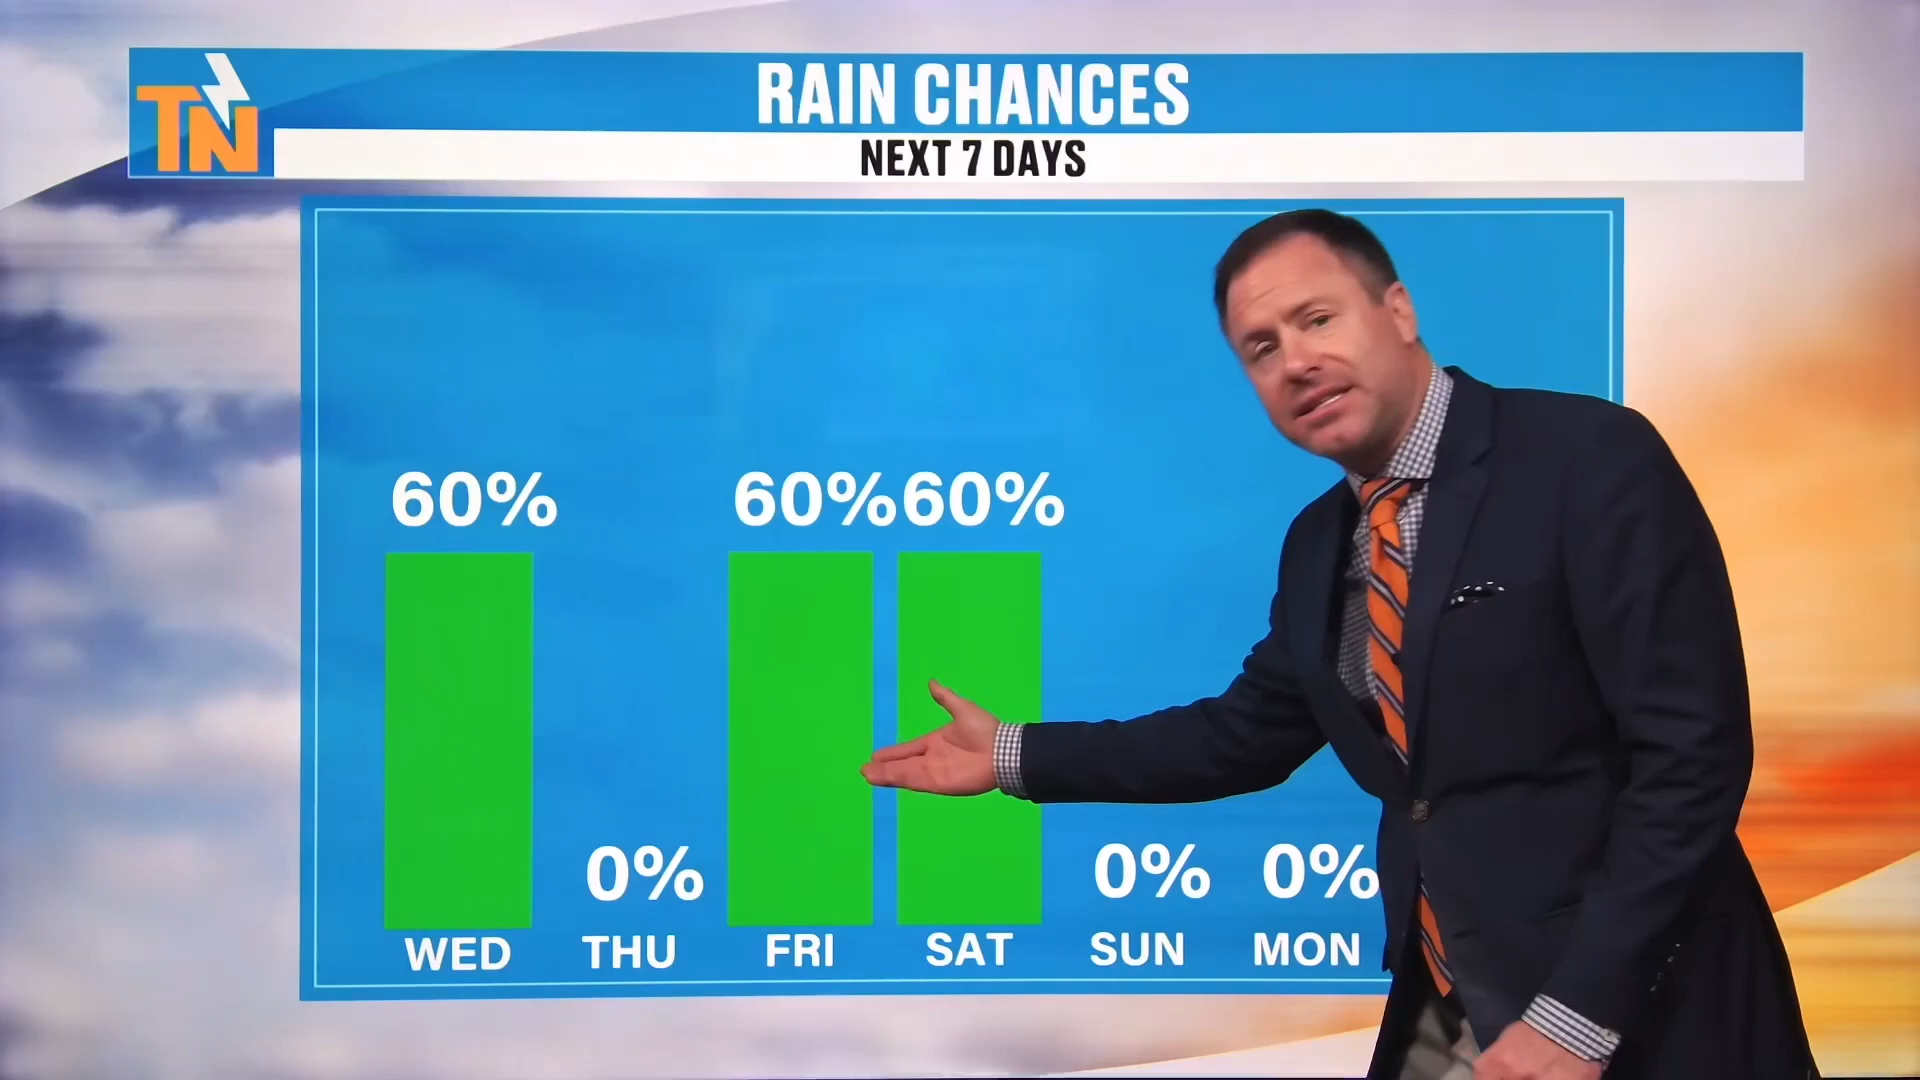 TN
RAIN CHANCES
NEXT 7 DAYS
60% 60% 60%
0% 0% 0%
WED THU FRI SAT SUN MON